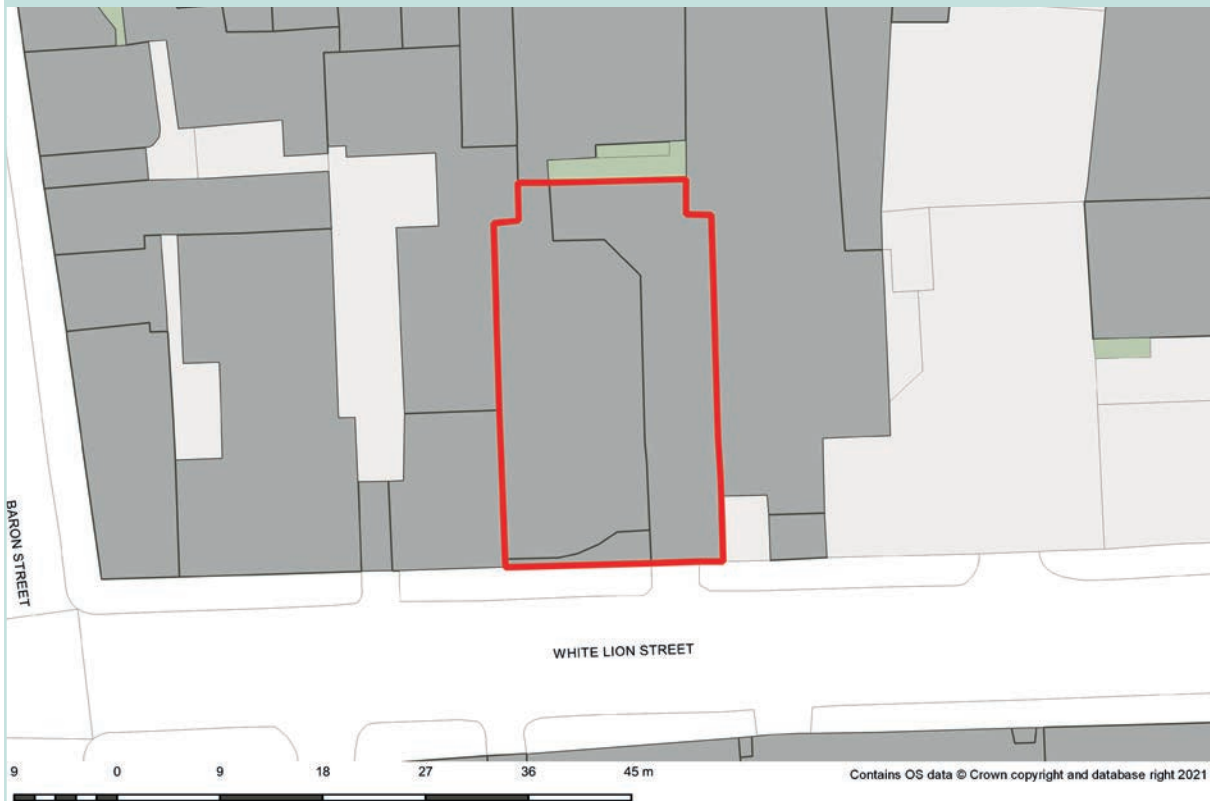 BARON STREET
WHITE LION STREET
9 0 9 18 27 36 45 m
Contains OS data © Crown copyright and database right 2021